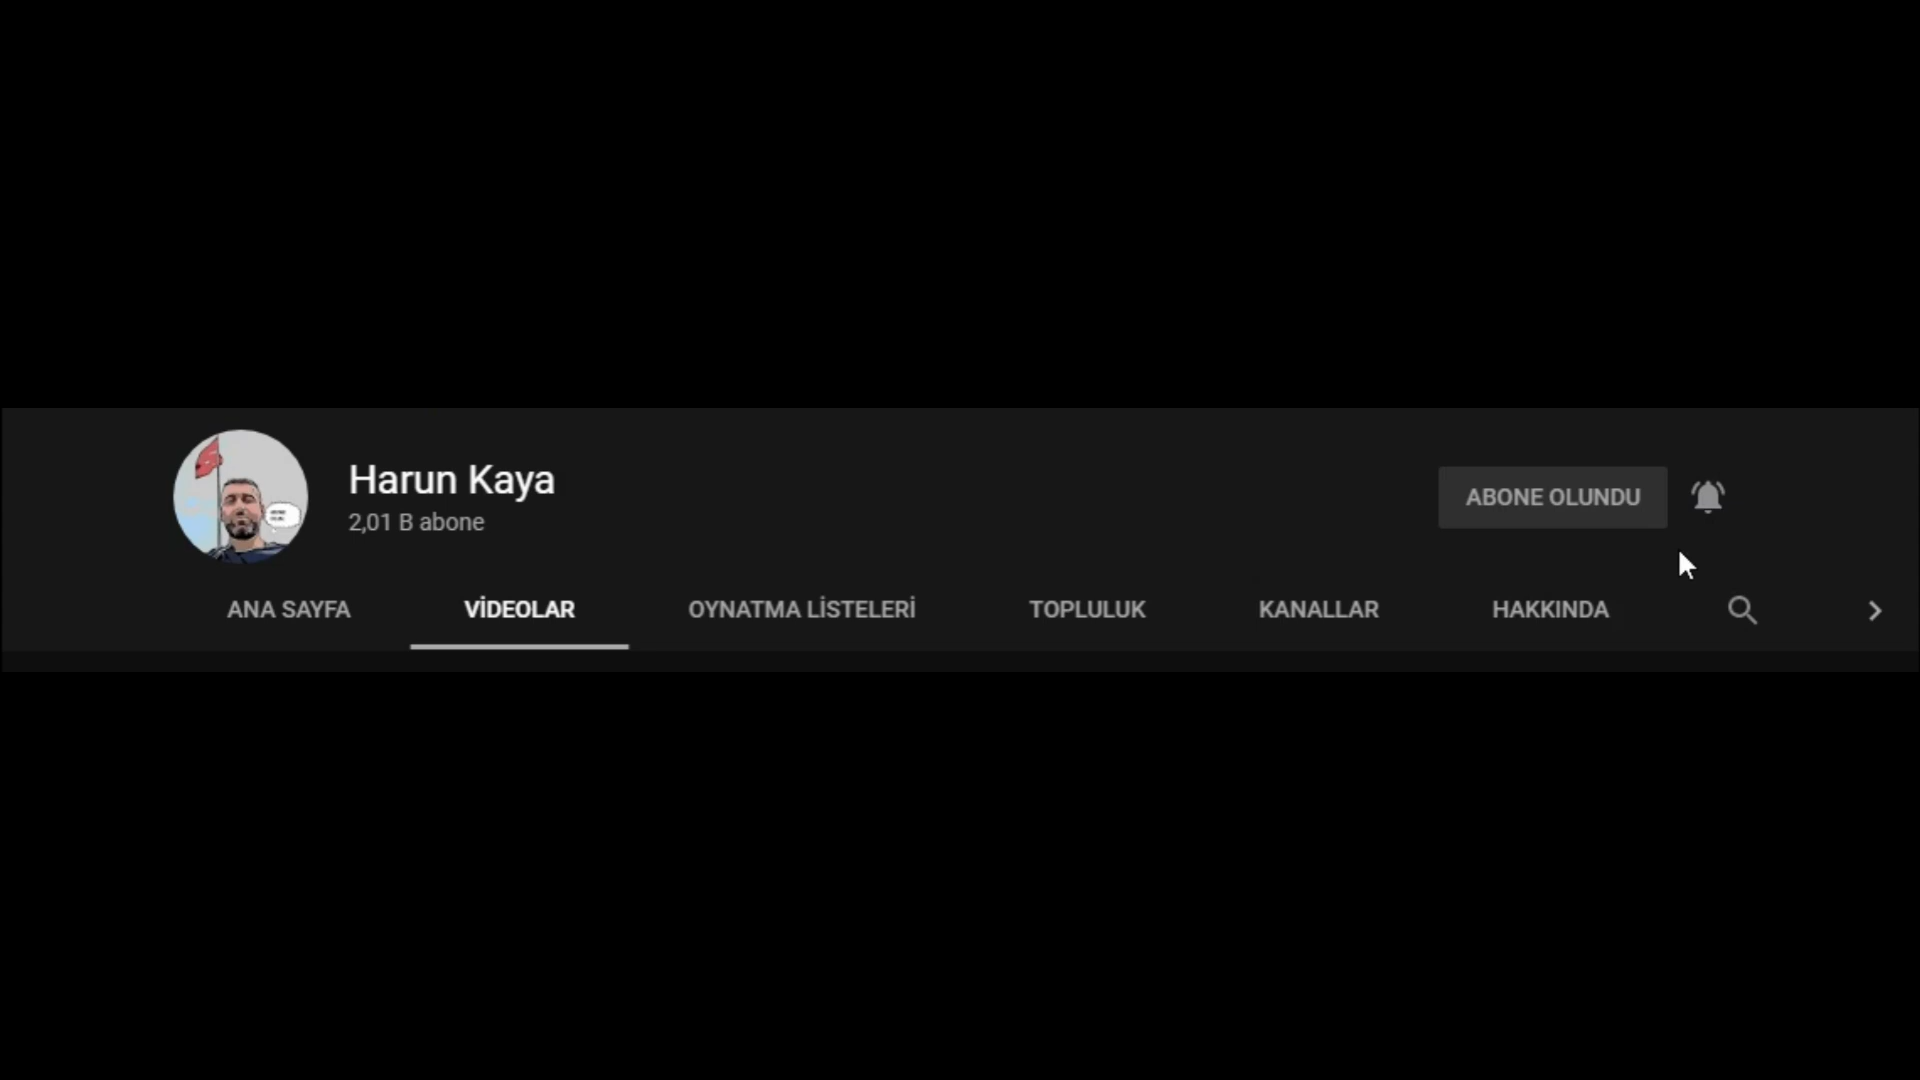 Harun Kaya
2,01 B abone
ABONE OLUNDU
ANA SAYFA VİDEOLAR OYNATMA LİSTELERİ TOPLULUK KANALLAR HAKKINDA